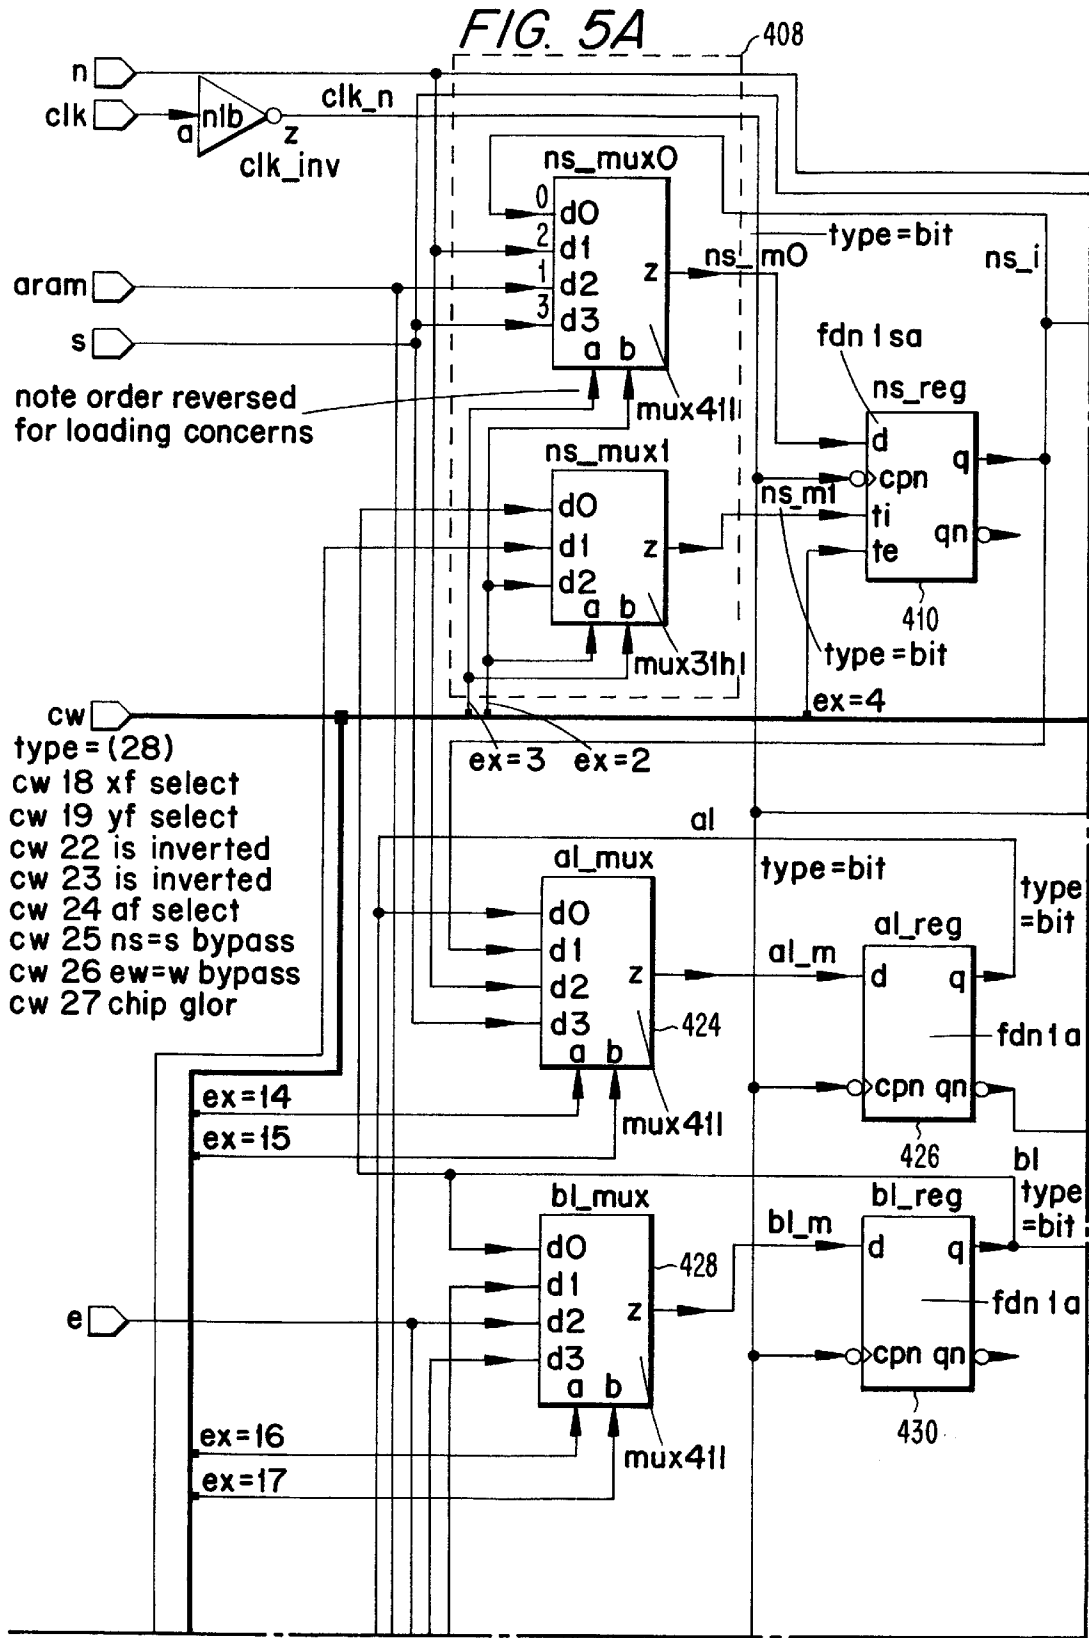 FIG. 5A
408
n
clk
a
n1b
z
clk_n
clk_inv
ns_mux0
0
d0
2
d1
1
d2
3
d3
z
a b
mux41l
type=bit
ns_m0
ns_i
aram
s
note order reversed
for loading concerns
fdn1sa
ns_reg
d
q
cpn
ti
qn
te
410
ns_mux1
d0
d1
z
d2
a b
mux31hl
ns_m1
type=bit
cw
ex=4
ex=3
ex=2
type=(28)
cw 18 xf select
cw 19 yf select
cw 22 is inverted
cw 23 is inverted
cw 24 af select
cw 25 ns=s bypass
cw 26 ew=w bypass
cw 27 chip glor
al
al_mux
type=bit
type
=bit
d0
d1
z
d2
d3
a b
424
mux41l
al_m
al_reg
d
q
fdn1a
cpn qn
426
ex=14
ex=15
bl
type
=bit
bl_mux
d0
d1
z
d2
d3
a b
428
mux41l
bl_m
bl_reg
d
q
fdn1a
cpn qn
430
e
ex=16
ex=17